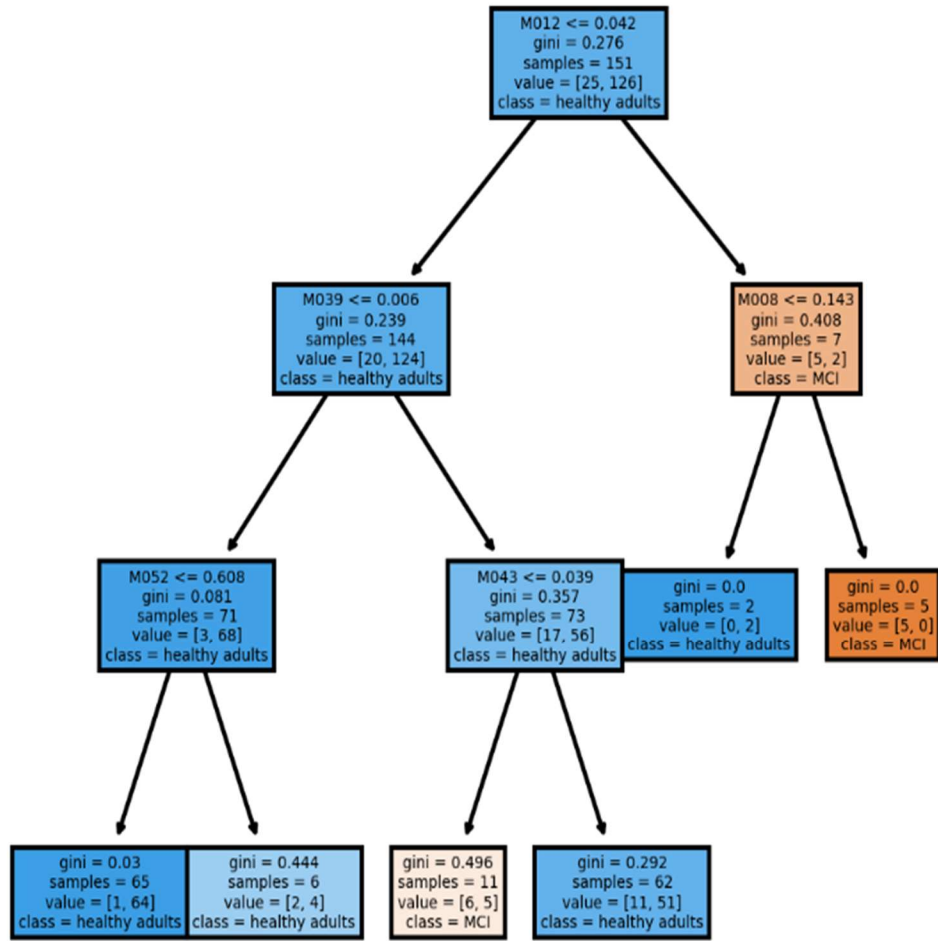 M012 <= 0.042
gini = 0.276
samples = 151
value = [25, 126]
class = healthy adults
M039 <= 0.006
gini = 0.239
samples = 144
value = [20, 124]
class = healthy adults
M008 <= 0.143
gini = 0.408
samples = 7
value = [5, 2]
class = MCI
M052 <= 0.608
gini = 0.081
samples = 71
value = [3, 68]
class = healthy adults
M043 <= 0.039
gini = 0.357
samples = 73
value = [17, 56]
class = healthy adults
gini = 0.0
samples = 2
value = [0, 2]
class = healthy adults
gini = 0.0
samples = 5
value = [5, 0]
class = MCI
gini = 0.03
samples = 65
value = [1, 64]
class = healthy adults
gini = 0.444
samples = 6
value = [2, 4]
class = healthy adults
gini = 0.496
samples = 11
value = [6, 5]
class = MCI
gini = 0.292
samples = 62
value = [11, 51]
class = healthy adults